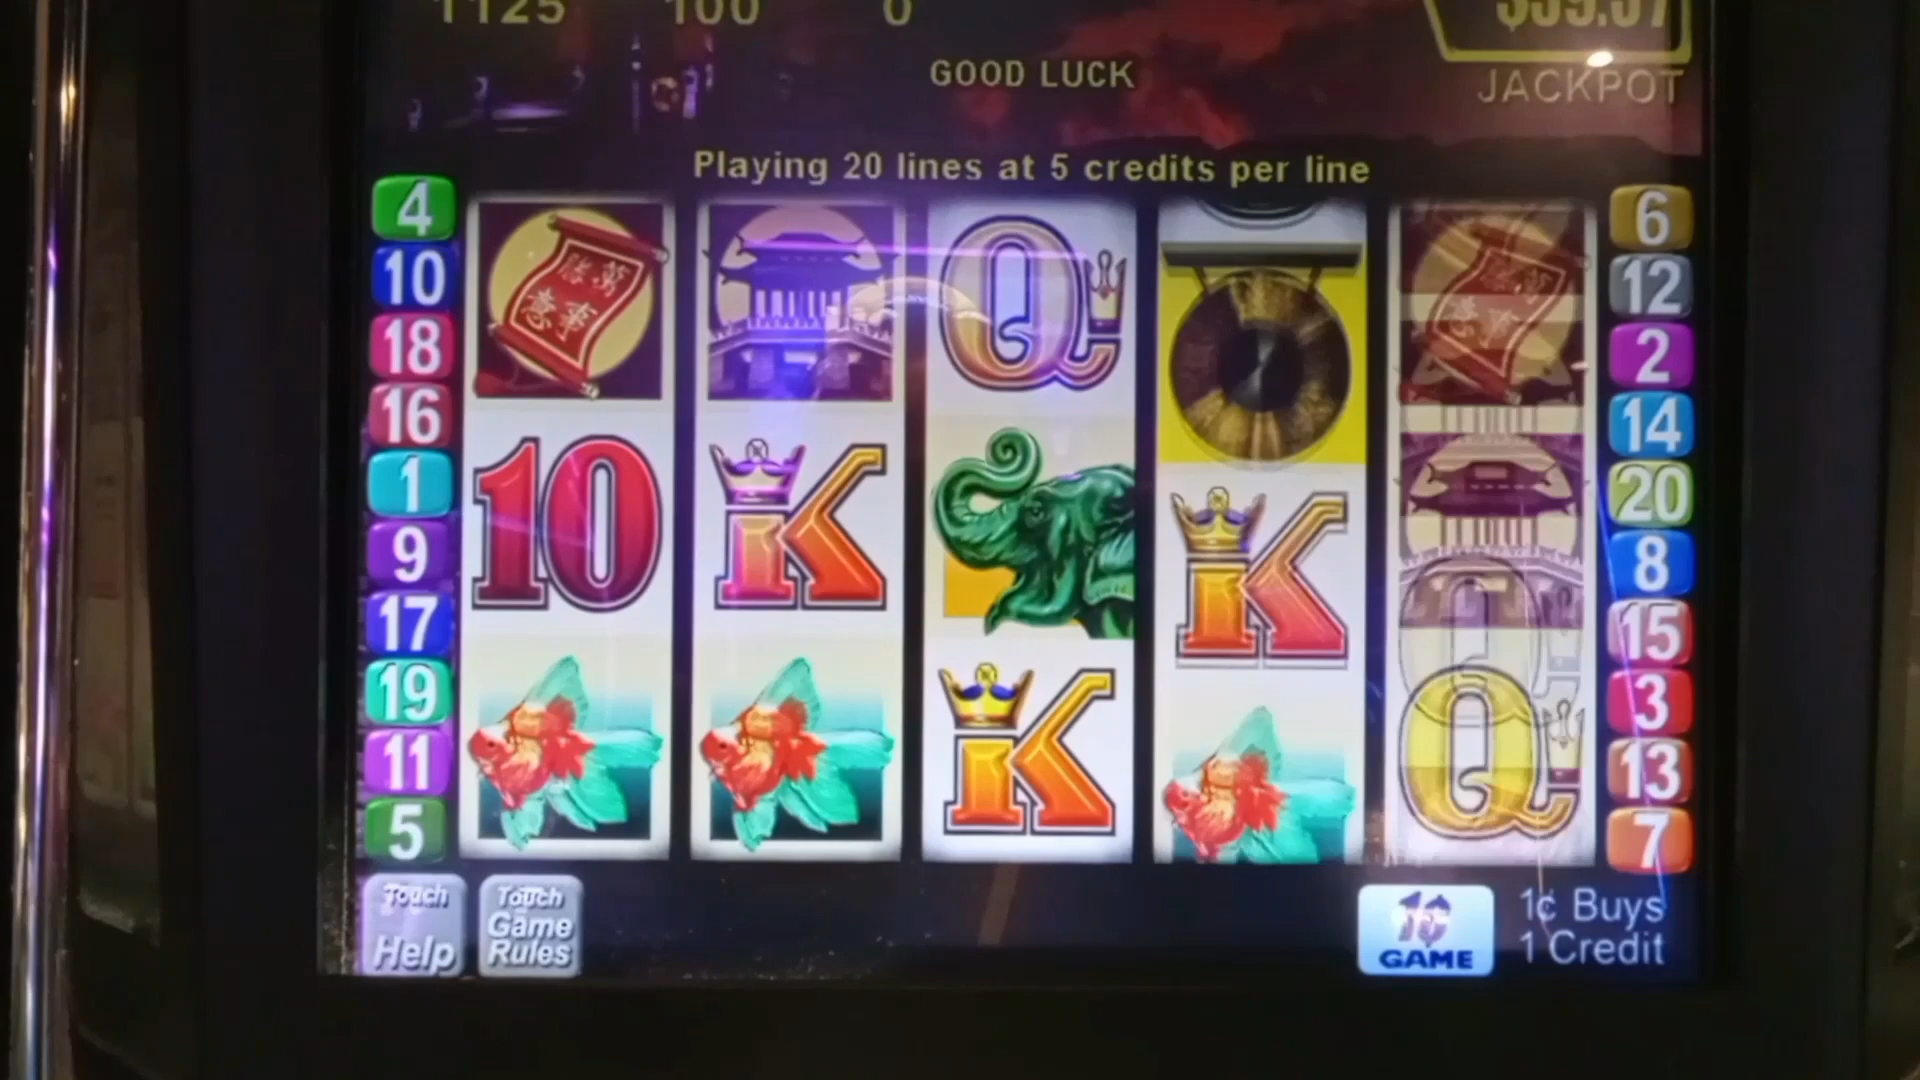 1125 100 0
GOOD LUCK
JACKPOT
Playing 20 lines at 5 credits per line
4
10
18
16
1
9
17
19
11
5
Q
10
K
K
K
Q
6
12
2
14
20
8
15
3
13
7
Touch
Help
Touch
Game
Rules
1¢
GAME
1¢ Buys
1 Credit